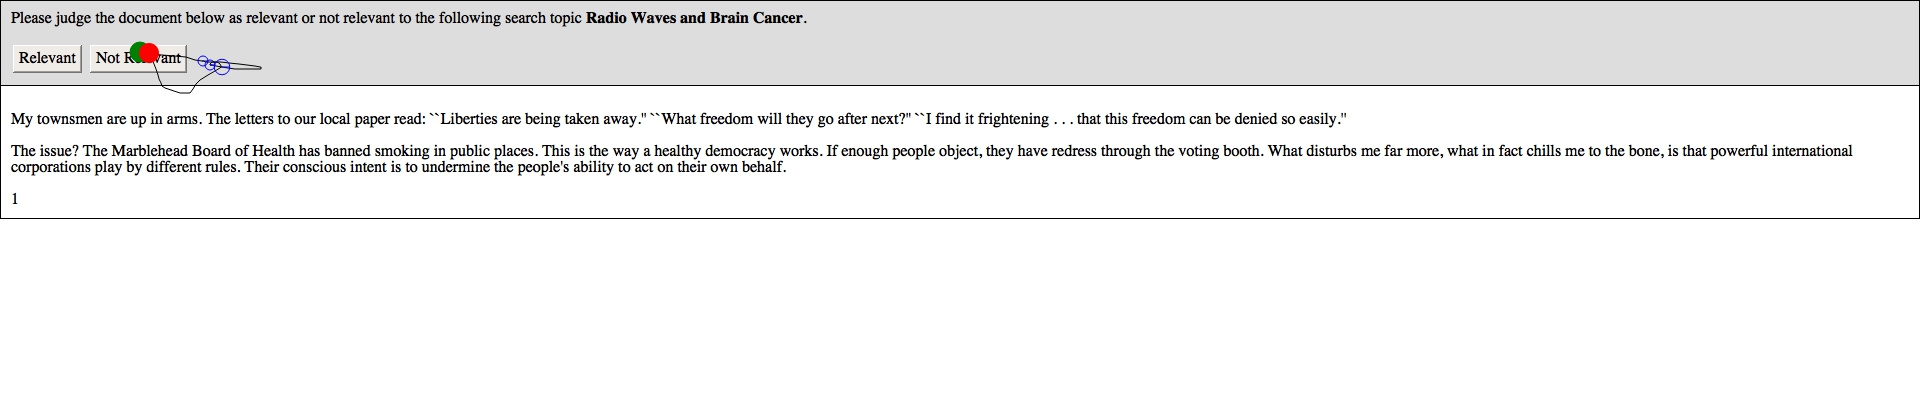 Please judge the document below as relevant or not relevant to the following search topic Radio Waves and Brain Cancer.
Relevant Not Relevant
My townsmen are up in arms. The letters to our local paper read: ``Liberties are being taken away.'' ``What freedom will they go after next?'' ``I find it frightening . . . that this freedom can be denied so easily.''
The issue? The Marblehead Board of Health has banned smoking in public places. This is the way a healthy democracy works. If enough people object, they have redress through the voting booth. What disturbs me far more, what in fact chills me to the bone, is that powerful international
corporations play by different rules. Their conscious intent is to undermine the people's ability to act on their own behalf.
1